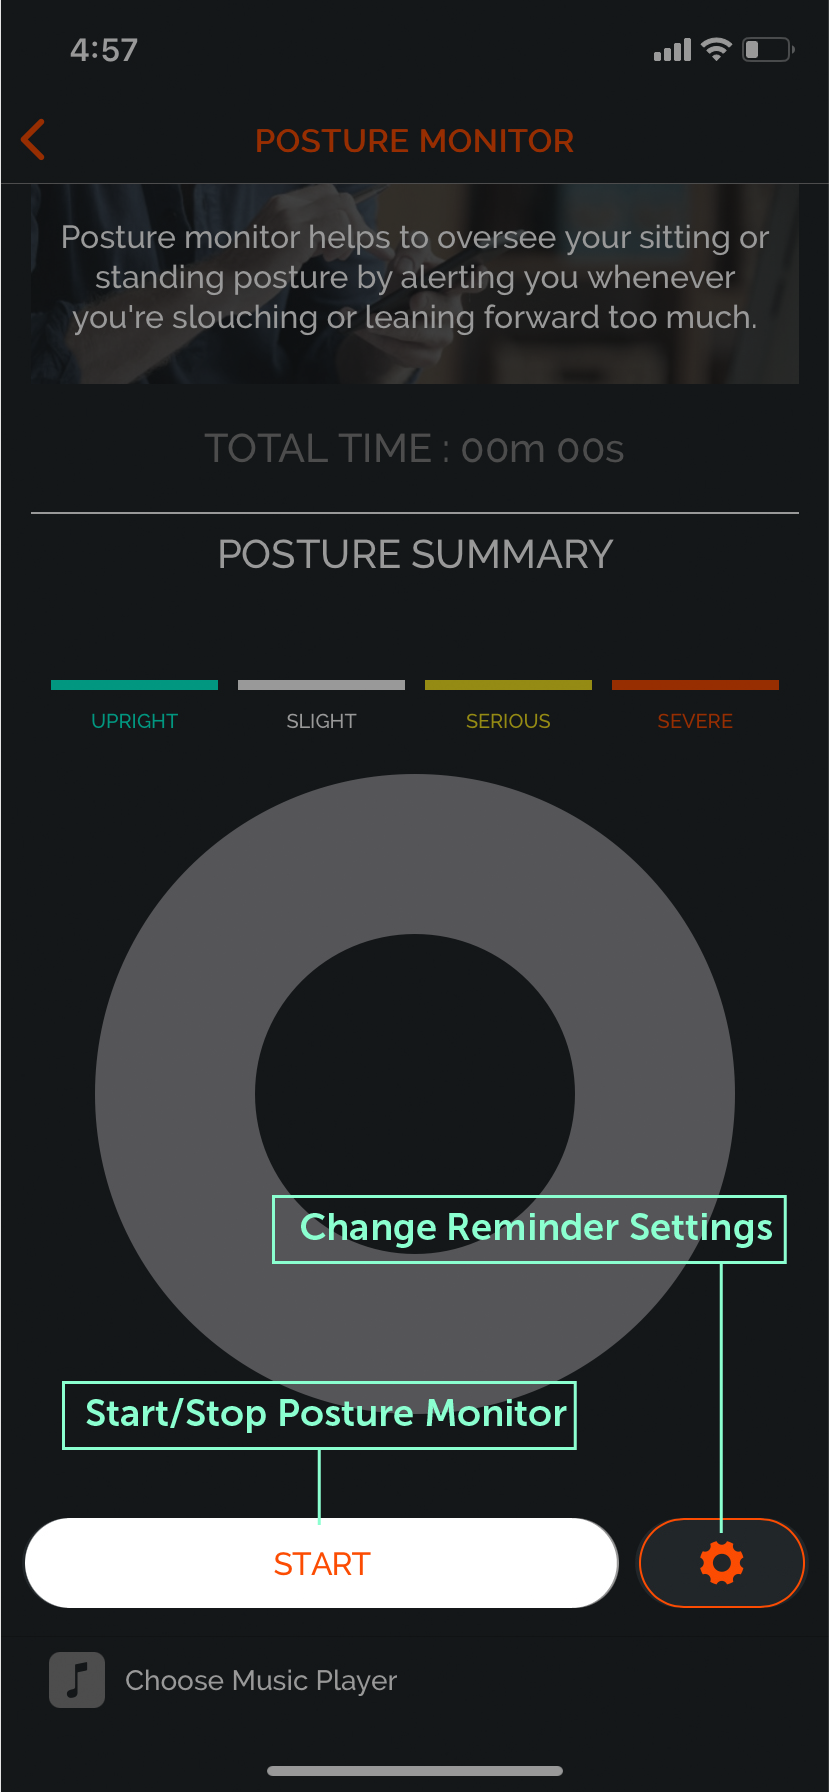 4:57
POSTURE MONITOR
Posture monitor helps to oversee your sitting or
standing posture by alerting you whenever
you're slouching or leaning forward too much.
TOTAL TIME : 00m 00s
POSTURE SUMMARY
UPRIGHT SLIGHT SERIOUS SEVERE
Change Reminder Settings
Start/Stop Posture Monitor
START
Choose Music Player